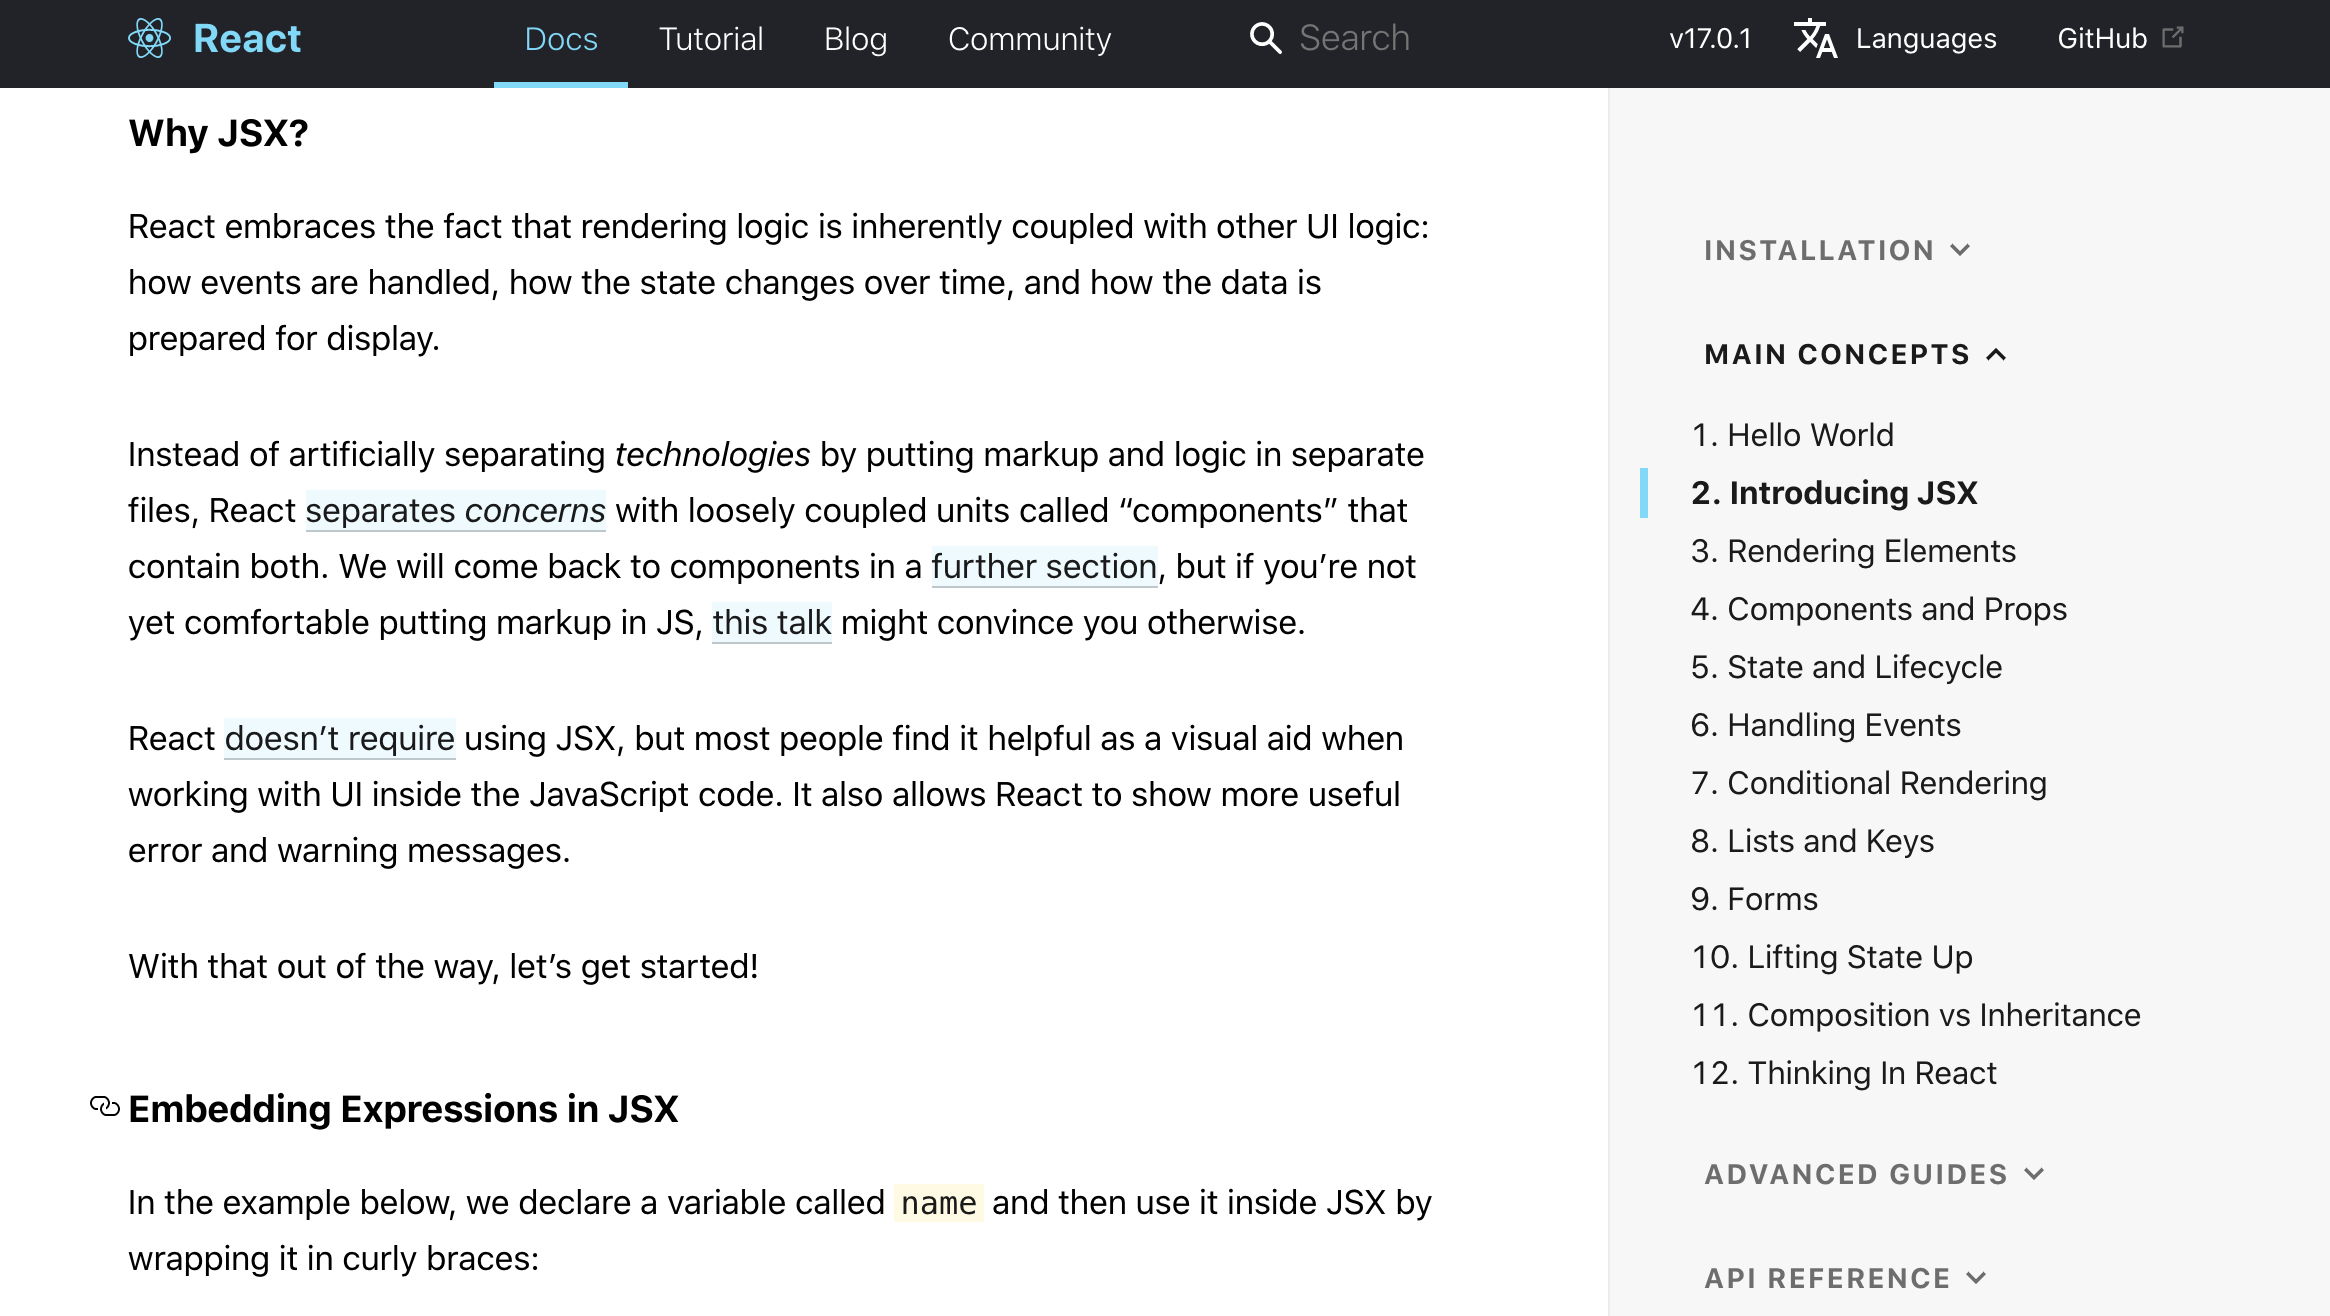 React
Docs
Tutorial
Blog
Community
Search
v17.0.1
Languages
GitHub
Why JSX?
React embraces the fact that rendering logic is inherently coupled with other UI logic:
how events are handled, how the state changes over time, and how the data is
prepared for display.
Instead of artificially separating technologies by putting markup and logic in separate
files, React separates concerns with loosely coupled units called “components” that
contain both. We will come back to components in a further section, but if you’re not
yet comfortable putting markup in JS, this talk might convince you otherwise.
React doesn’t require using JSX, but most people find it helpful as a visual aid when
working with UI inside the JavaScript code. It also allows React to show more useful
error and warning messages.
With that out of the way, let’s get started!
Embedding Expressions in JSX
In the example below, we declare a variable called name and then use it inside JSX by
wrapping it in curly braces:
INSTALLATION
MAIN CONCEPTS
1. Hello World
2. Introducing JSX
3. Rendering Elements
4. Components and Props
5. State and Lifecycle
6. Handling Events
7. Conditional Rendering
8. Lists and Keys
9. Forms
10. Lifting State Up
11. Composition vs Inheritance
12. Thinking In React
ADVANCED GUIDES
API REFERENCE